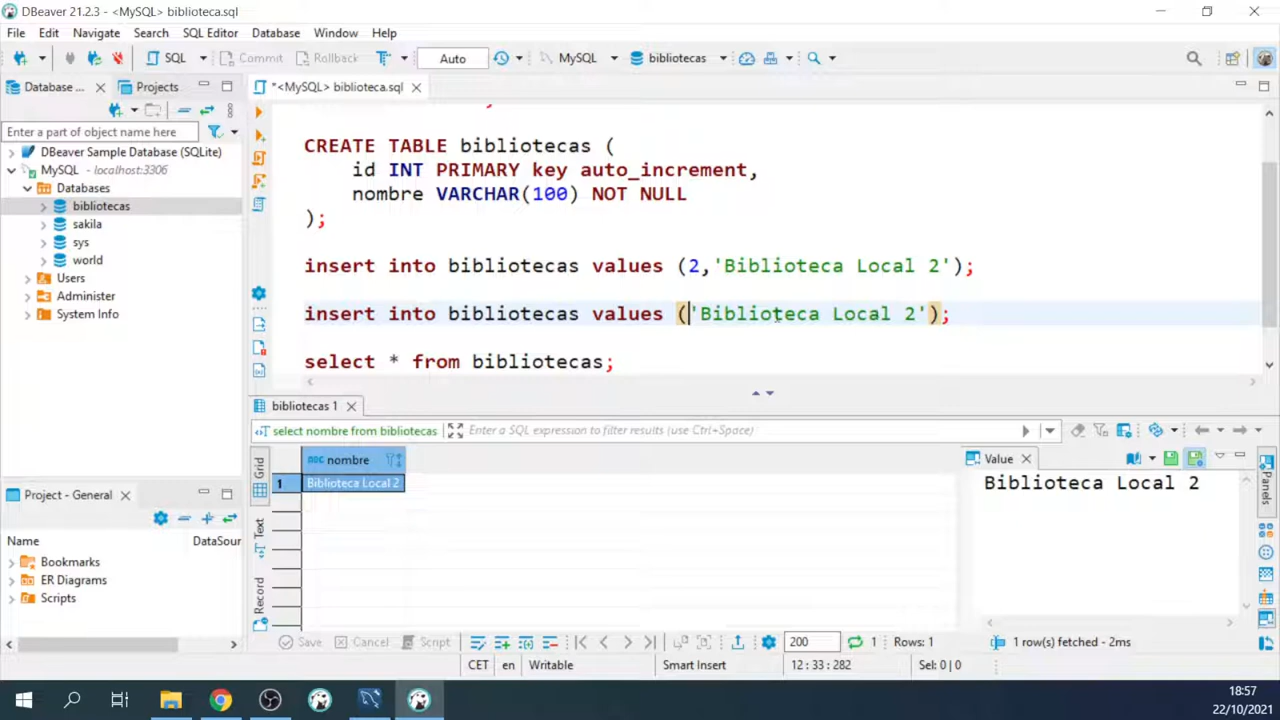 DBeaver 21.2.3 - <MySQL> biblioteca.sql
File Edit Navigate Search SQL Editor Database Window Help
SQL Commit Rollback Auto MySQL bibliotecas
Database ... Projects
*<MySQL> biblioteca.sql
Enter a part of object name here
DBeaver Sample Database (SQLite)
MySQL - localhost:3306
Databases
bibliotecas
sakila
sys
world
Users
Administer
System Info
CREATE TABLE bibliotecas (
id INT PRIMARY key auto_increment,
nombre VARCHAR(100) NOT NULL
);
insert into bibliotecas values (2,'Biblioteca Local 2');
insert into bibliotecas values ('Biblioteca Local 2');
select * from bibliotecas;
bibliotecas 1
select nombre from bibliotecas Enter a SQL expression to filter results (use Ctrl+Space)
Grid
Text
Record
ABC nombre
1 Biblioteca Local 2
Value
Biblioteca Local 2
Panels
Project - General
Name DataSour
Bookmarks
ER Diagrams
Scripts
Save Cancel Script 200 1 Rows: 1 1 row(s) fetched - 2ms
CET en Writable Smart Insert 12 : 33 : 282 Sel: 0 | 0
18:57
22/10/2021